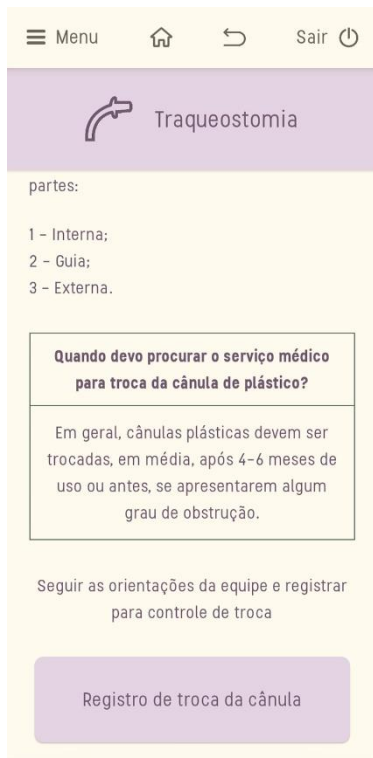 Menu
Sair
Traqueostomia
partes:
1 – Interna;
2 – Guia;
3 – Externa.
Quando devo procurar o serviço médico
para troca da cânula de plástico?
Em geral, cânulas plásticas devem ser
trocadas, em média, após 4–6 meses de
uso ou antes, se apresentarem algum
grau de obstrução.
Seguir as orientações da equipe e registrar
para controle de troca
Registro de troca da cânula